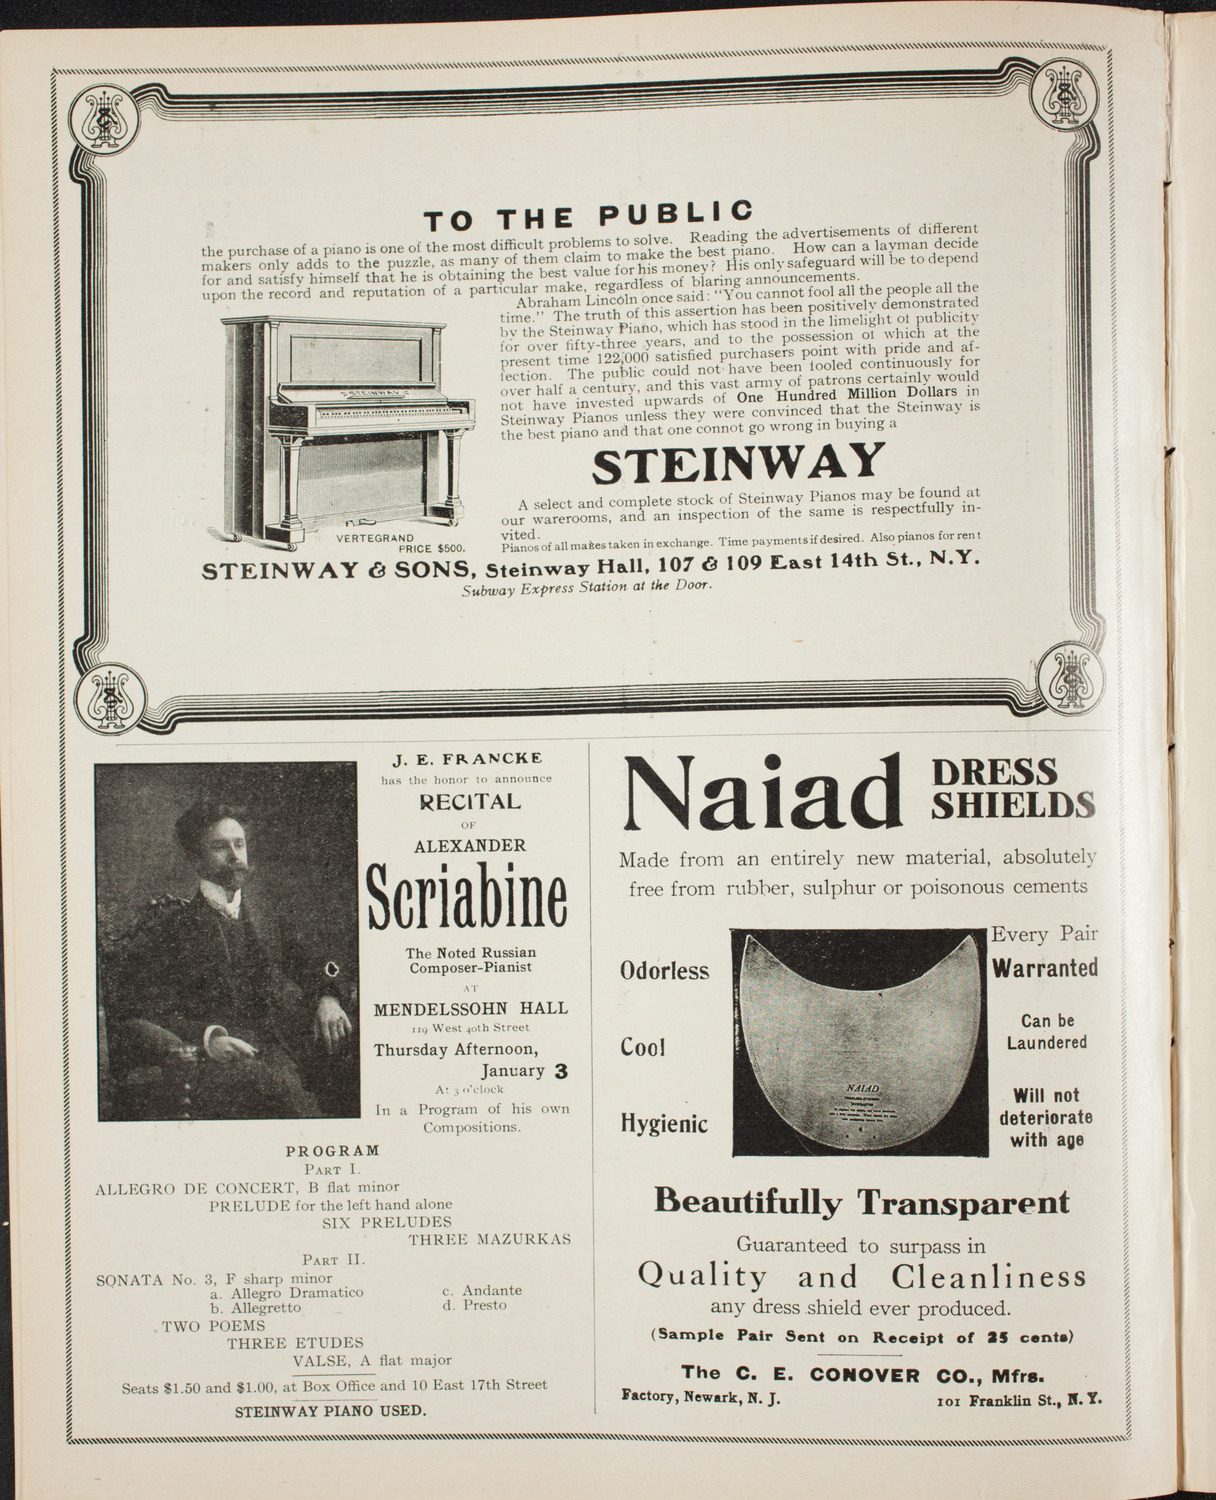 TO THE PUBLIC
the purchase of a piano is one of the most difficult problems to solve. Reading the advertisements of different
makers only adds to the puzzle, as many of them claim to make the best piano. How can a layman decide
for and satisfy himself that he is obtaining the best value for his money? His only safeguard will be to depend
upon the record and reputation of a particular make, regardless of blaring announcements.
Abraham Lincoln once said: "You cannot fool all the people all the
time." The truth of this assertion has been positively demonstrated
by the Steinway Piano, which has stood in the limelight of publicity
for over fifty-three years, and to the possession of which at the
present time 122,000 satisfied purchasers point with pride and af-
fection. The public could not have been fooled continuously for
over half a century, and this vast army of patrons certainly would
not have invested upwards of One Hundred Million Dollars in
Steinway Pianos unless they were convinced that the Steinway is
the best piano and that one connot go wrong in buying a
STEINWAY
STEINWAY
A select and complete stock of Steinway Pianos may be found at
our warerooms, and an inspection of the same is respectfully in-
vited.
Pianos of all makes taken in exchange. Time payments if desired. Also pianos for rent
VERTEGRAND
PRICE $500.
STEINWAY & SONS, Steinway Hall, 107 & 109 East 14th St., N.Y.
Subway Express Station at the Door.
J. E. FRANCKE
has the honor to announce
RECITAL
OF
ALEXANDER
Scriabine
The Noted Russian
Composer-Pianist
AT
MENDELSSOHN HALL
119 West 40th Street
Thursday Afternoon,
January 3
At 3 o'clock
In a Program of his own
Compositions.
PROGRAM
PART I.
ALLEGRO DE CONCERT, B flat minor
PRELUDE for the left hand alone
SIX PRELUDES
THREE MAZURKAS
PART II.
SONATA No. 3, F sharp minor
a. Allegro Dramatico
b. Allegretto
c. Andante
d. Presto
TWO POEMS
THREE ETUDES
VALSE, A flat major
Seats $1.50 and $1.00, at Box Office and 10 East 17th Street
STEINWAY PIANO USED.
Naiad DRESS
SHIELDS
Made from an entirely new material, absolutely
free from rubber, sulphur or poisonous cements
Odorless
Cool
Hygienic
NAIAD
Every Pair
Warranted
Can be
Laundered
Will not
deteriorate
with age
Beautifully Transparent
Guaranteed to surpass in
Quality and Cleanliness
any dress shield ever produced.
(Sample Pair Sent on Receipt of 25 cents)
The C. E. CONOVER CO., Mfrs.
Factory, Newark, N. J.
101 Franklin St., N. Y.